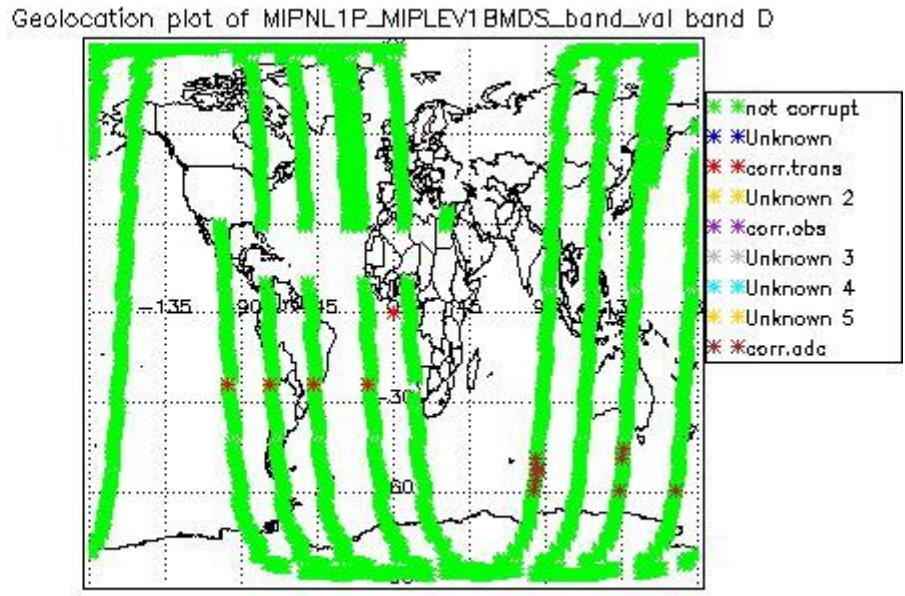 Geolocation plot of MIPNL1P_MIPLEV1BMDS_band_val band D
not corrupt
Unknown
corr.trans
Unknown 2
corr.obs
Unknown 3
Unknown 4
Unknown 5
corr.adc
-135 90 45 45
-30
60